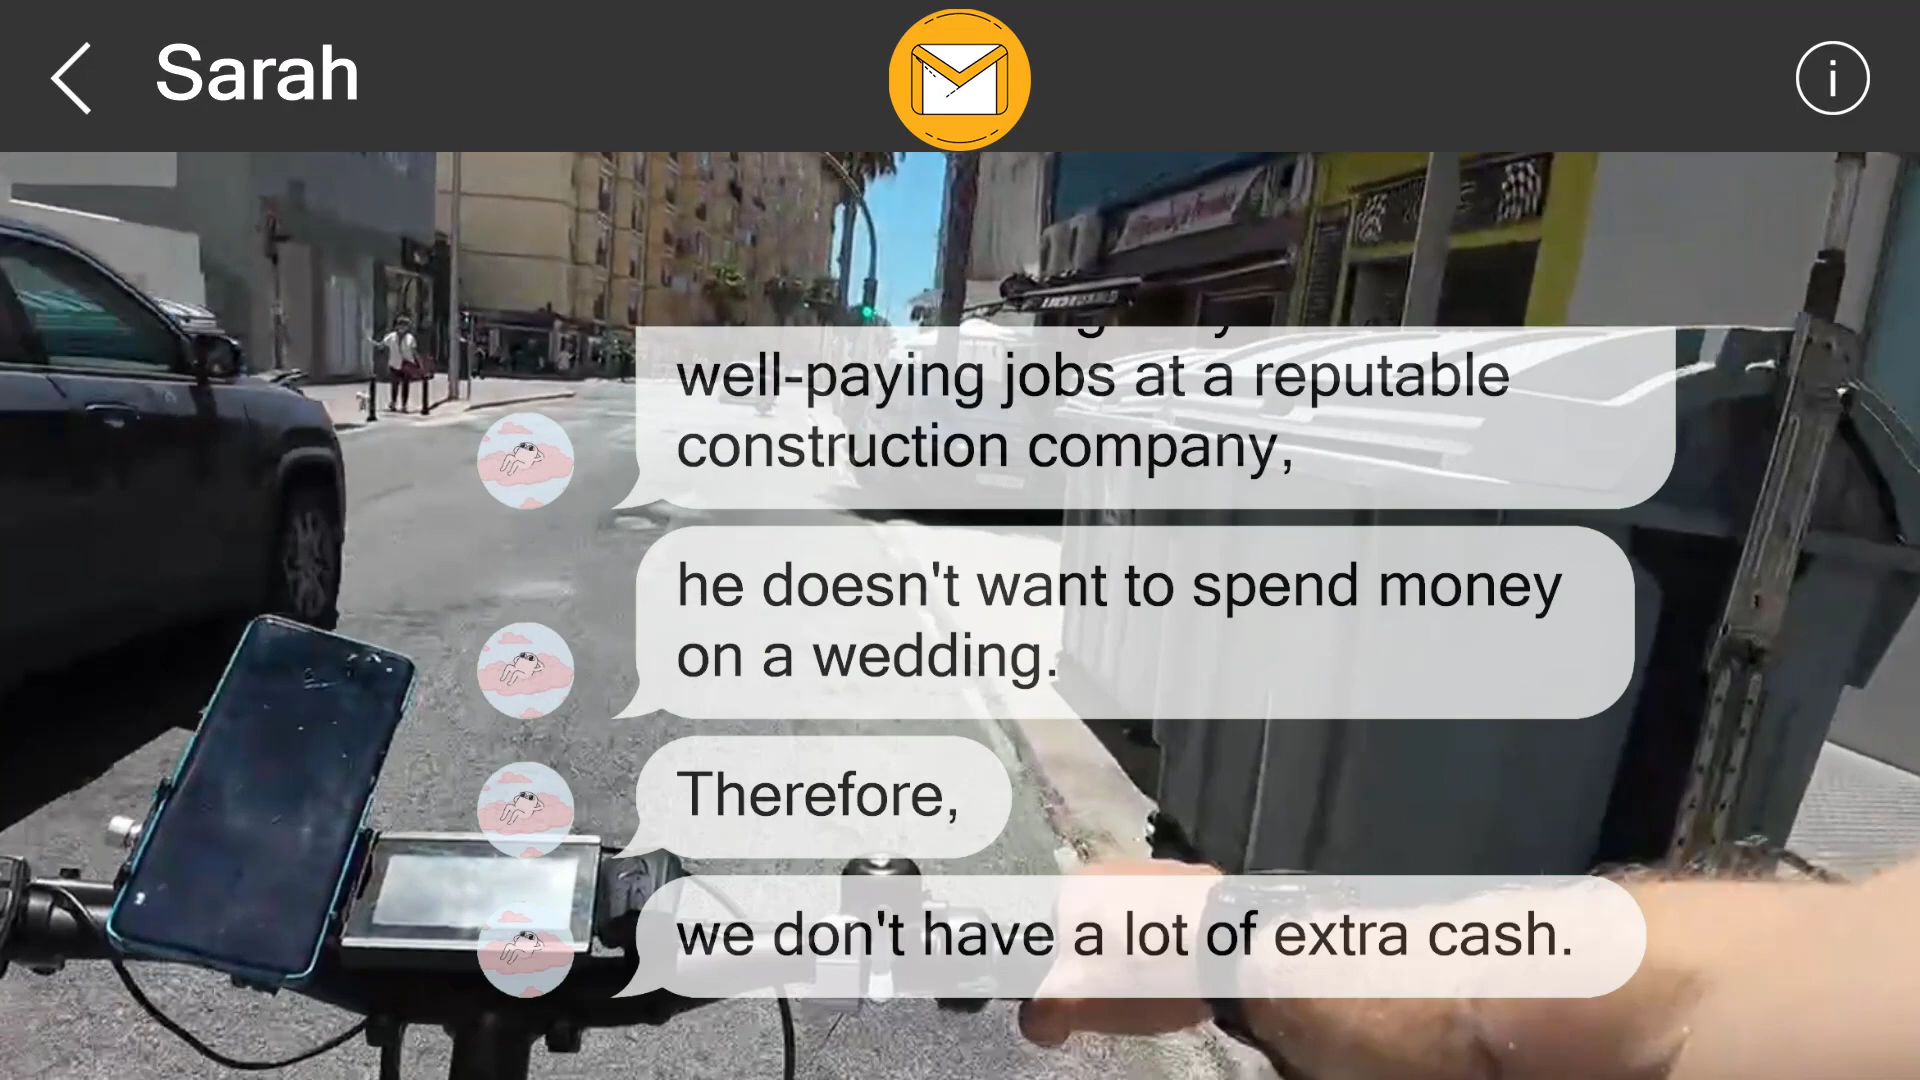 Sarah
well-paying jobs at a reputable
construction company,
he doesn't want to spend money
on a wedding.
Therefore,
we don't have a lot of extra cash.